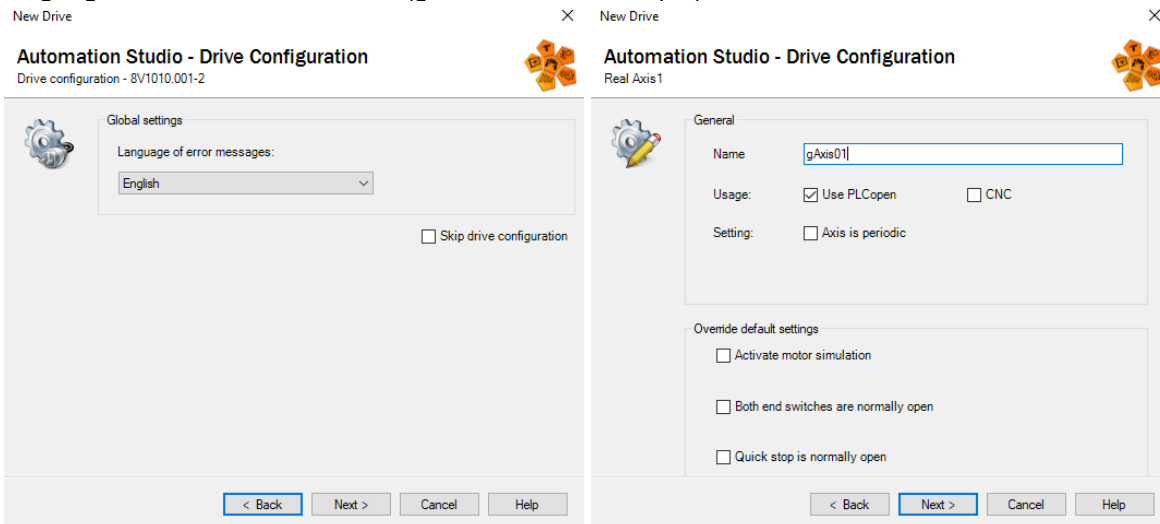 New Drive
Automation Studio - Drive Configuration
Drive configuration - 8V1010.001-2
Global settings
Language of error messages:
English
Skip drive configuration
< Back Next > Cancel Help
New Drive
Automation Studio - Drive Configuration
Real Axis1
General
Name gAxis01
Usage: Use PLCopen CNC
Setting: Axis is periodic
Override default settings
Activate motor simulation
Both end switches are normally open
Quick stop is normally open
< Back Next > Cancel Help